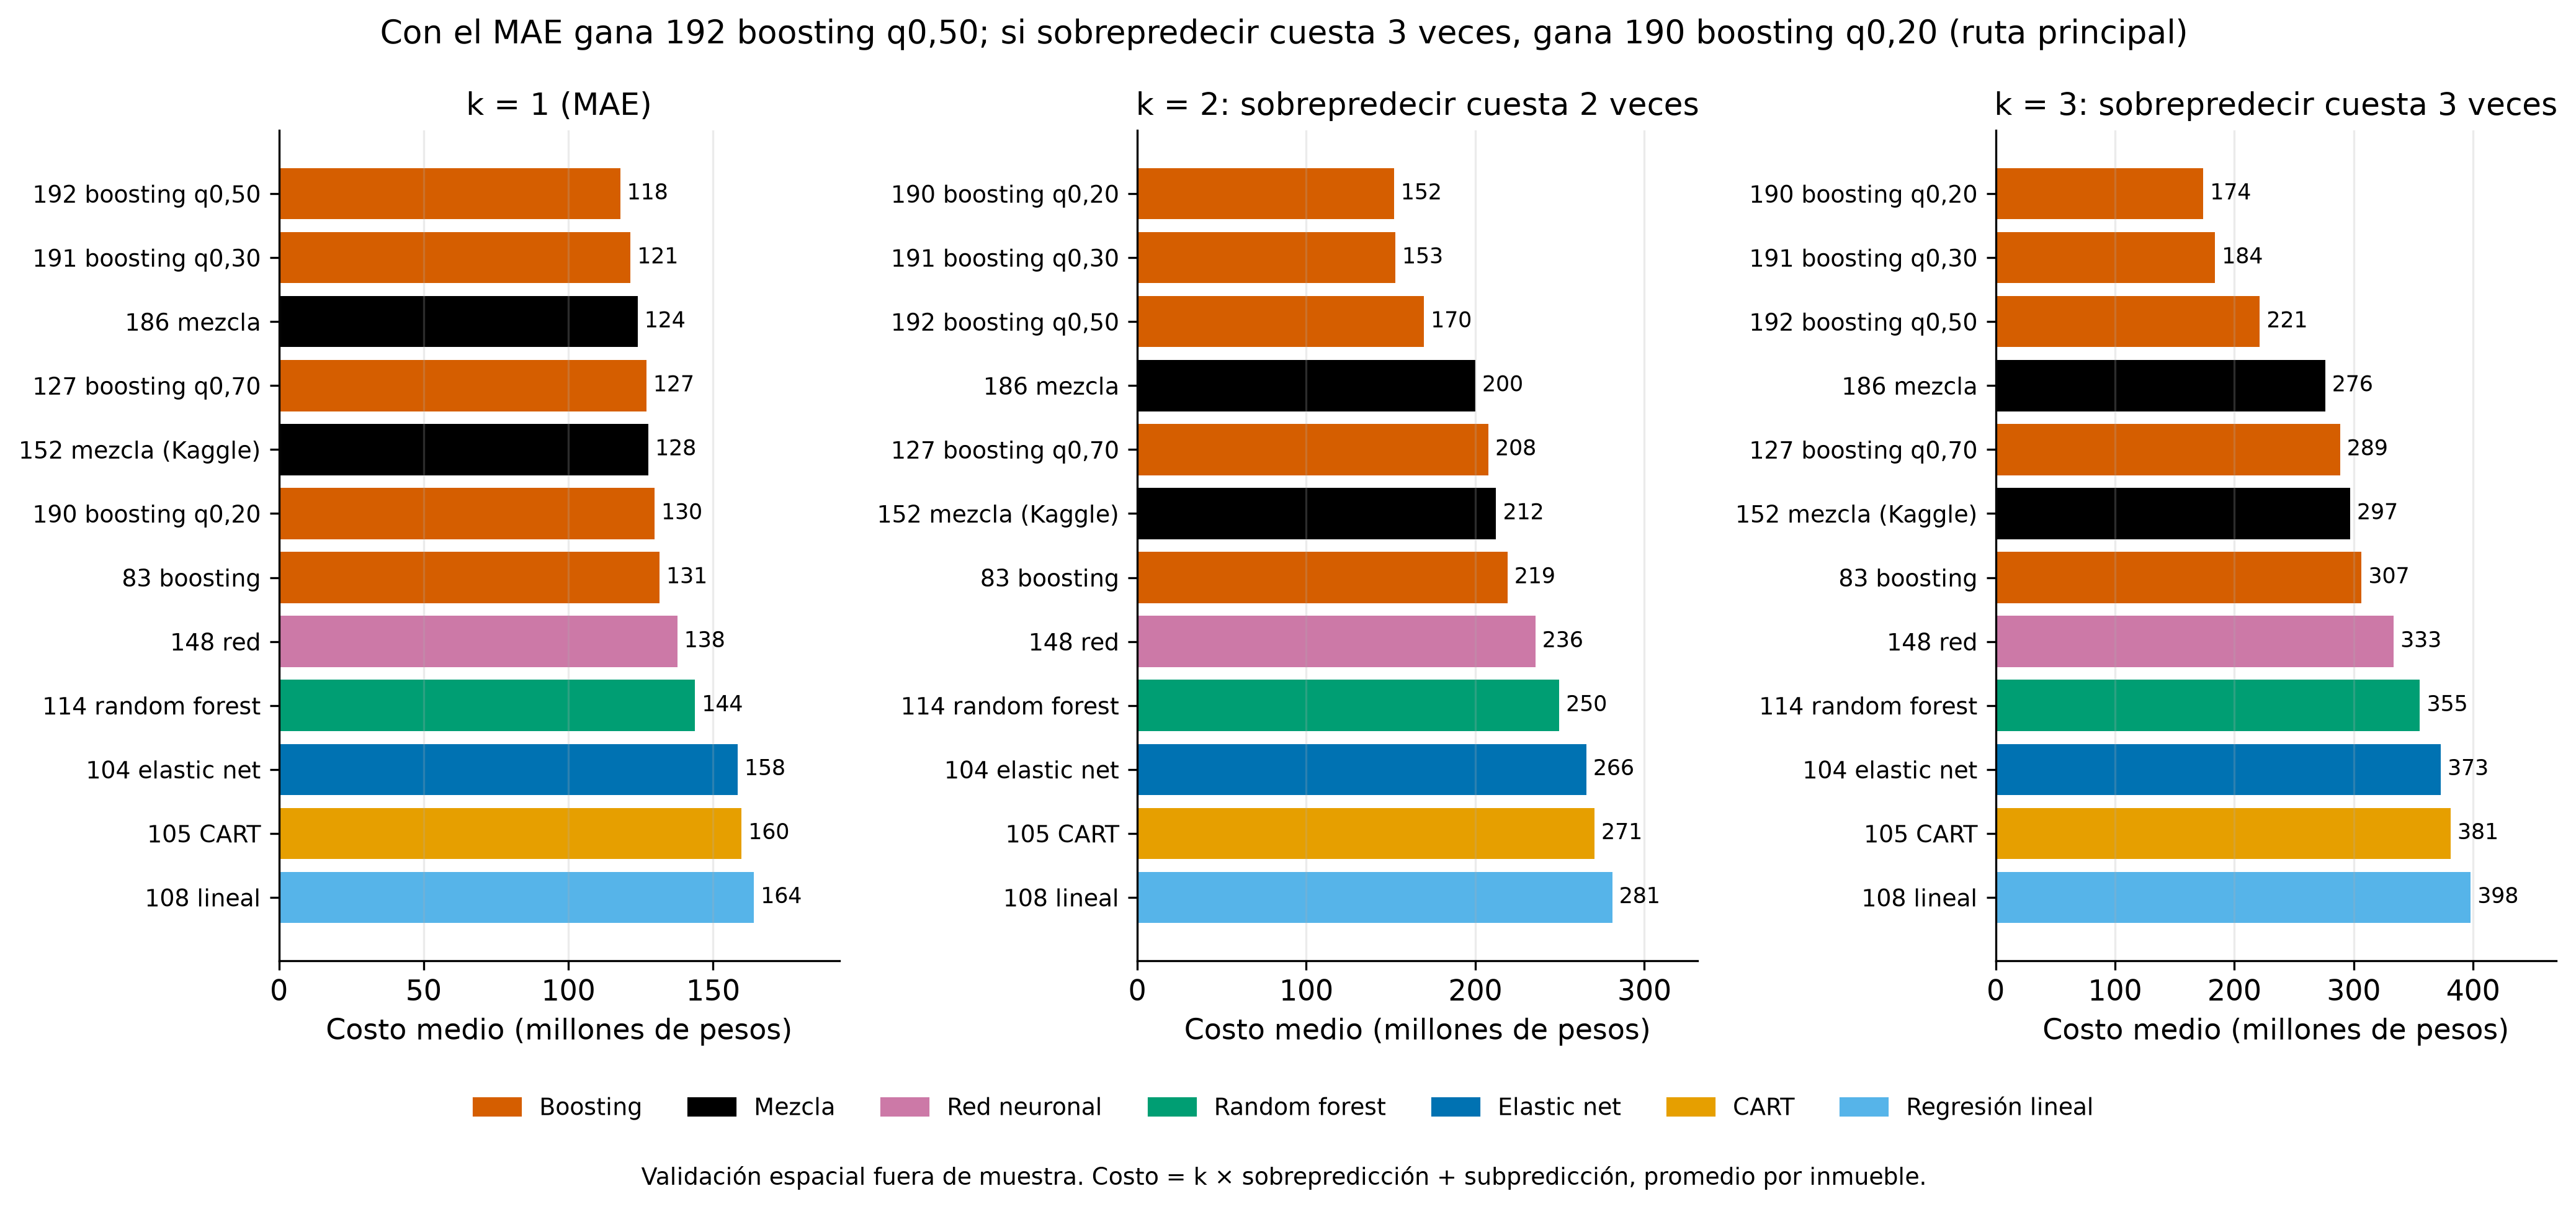 Con el MAE gana 192 boosting q0,50; si sobrepredecir cuesta 3 veces, gana 190 boosting q0,20 (ruta principal)
k = 1 (MAE)
192 boosting q0,50
118
191 boosting q0,30
121
186 mezcla
124
127 boosting q0,70
127
152 mezcla (Kaggle)
128
190 boosting q0,20
130
83 boosting
131
148 red
138
114 random forest
144
104 elastic net
158
105 CART
160
108 lineal
164
0 50 100 150
Costo medio (millones de pesos)
k = 2: sobrepredecir cuesta 2 veces
190 boosting q0,20
152
191 boosting q0,30
153
192 boosting q0,50
170
186 mezcla
200
127 boosting q0,70
208
152 mezcla (Kaggle)
212
83 boosting
219
148 red
236
114 random forest
250
104 elastic net
266
105 CART
271
108 lineal
281
0 100 200 300
Costo medio (millones de pesos)
k = 3: sobrepredecir cuesta 3 veces
190 boosting q0,20
174
191 boosting q0,30
184
192 boosting q0,50
221
186 mezcla
276
127 boosting q0,70
289
152 mezcla (Kaggle)
297
83 boosting
307
148 red
333
114 random forest
355
104 elastic net
373
105 CART
381
108 lineal
398
0 100 200 300 400
Costo medio (millones de pesos)
Boosting Mezcla Red neuronal Random forest Elastic net CART Regresión lineal
Validación espacial fuera de muestra. Costo = k × sobrepredicción + subpredicción, promedio por inmueble.